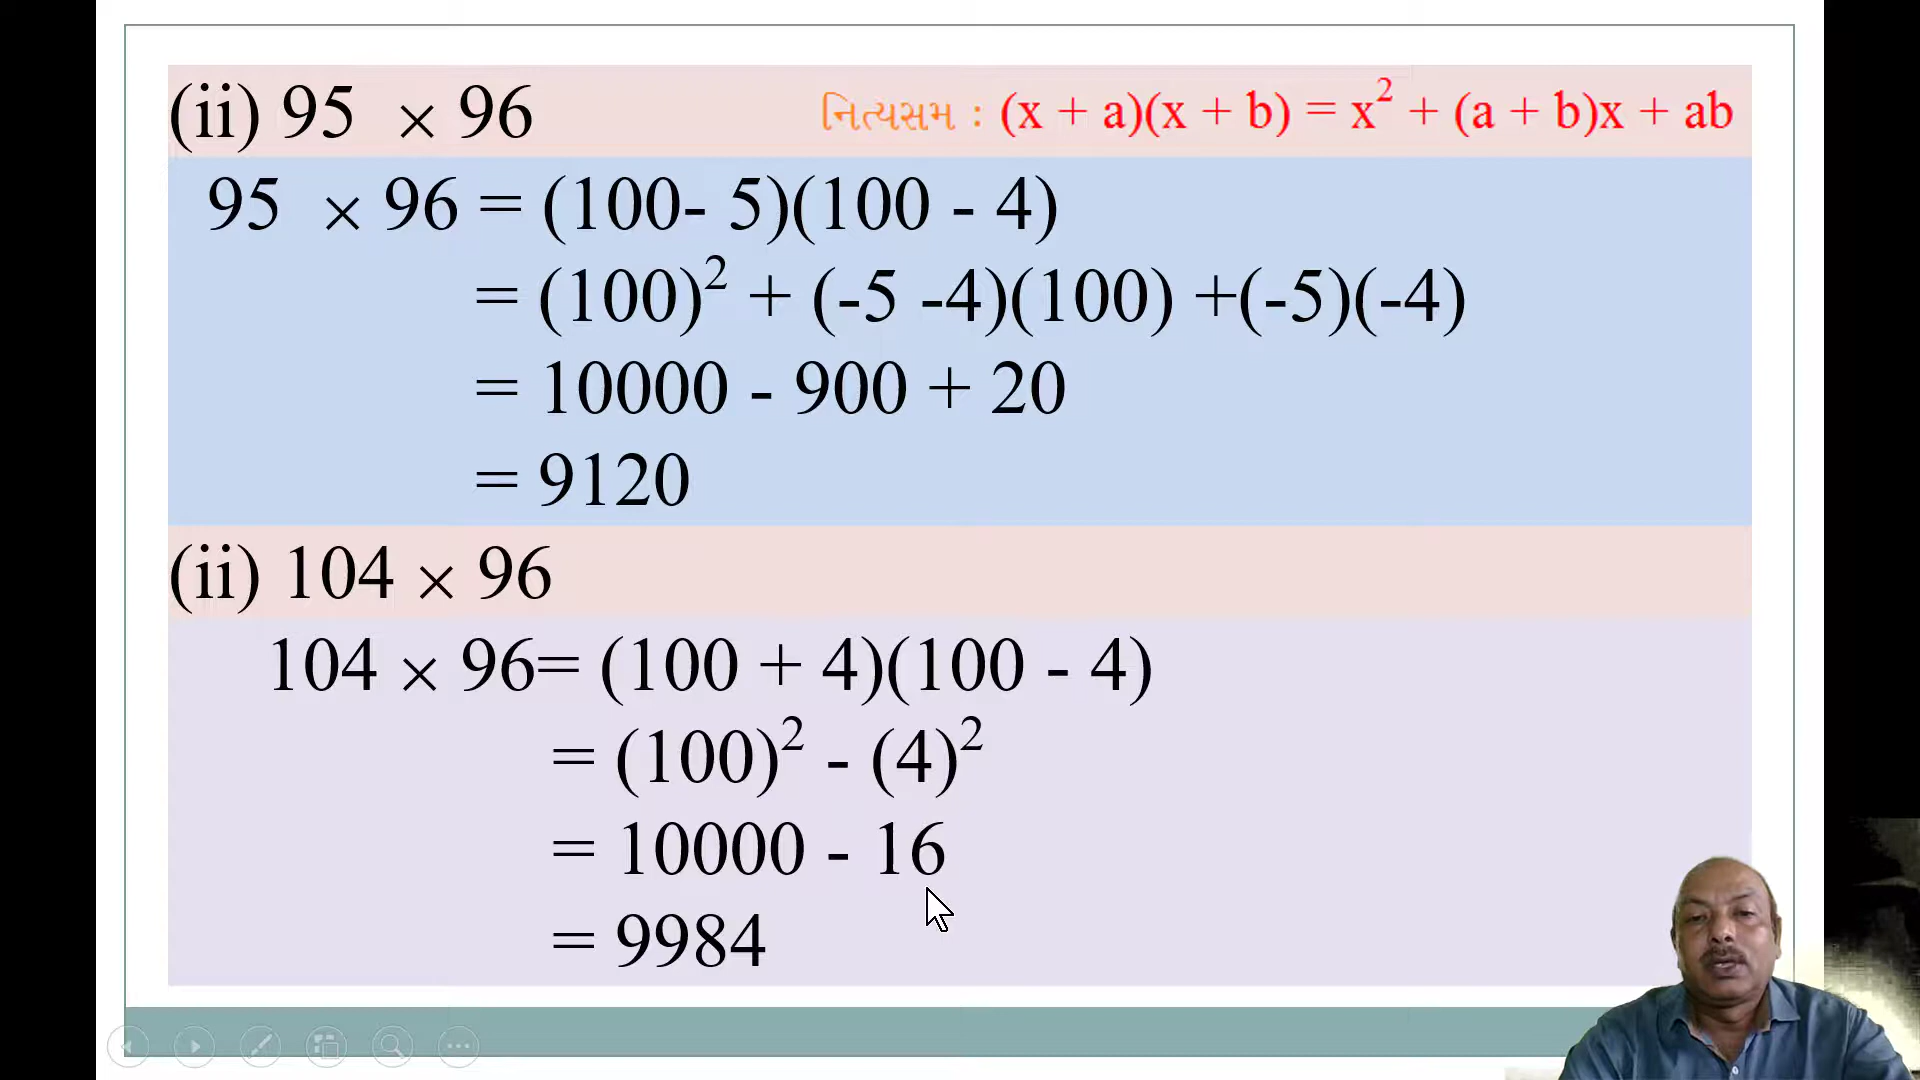 (ii) 95 × 96 નિત્યસમ : (x + a)(x + b) = x² + (a + b)x + ab
95 × 96 = (100- 5)(100 - 4)
= (100)² + (-5 -4)(100) +(-5)(-4)
= 10000 - 900 + 20
= 9120
(ii) 104 × 96
104 × 96= (100 + 4)(100 - 4)
= (100)² - (4)²
= 10000 - 16
= 9984